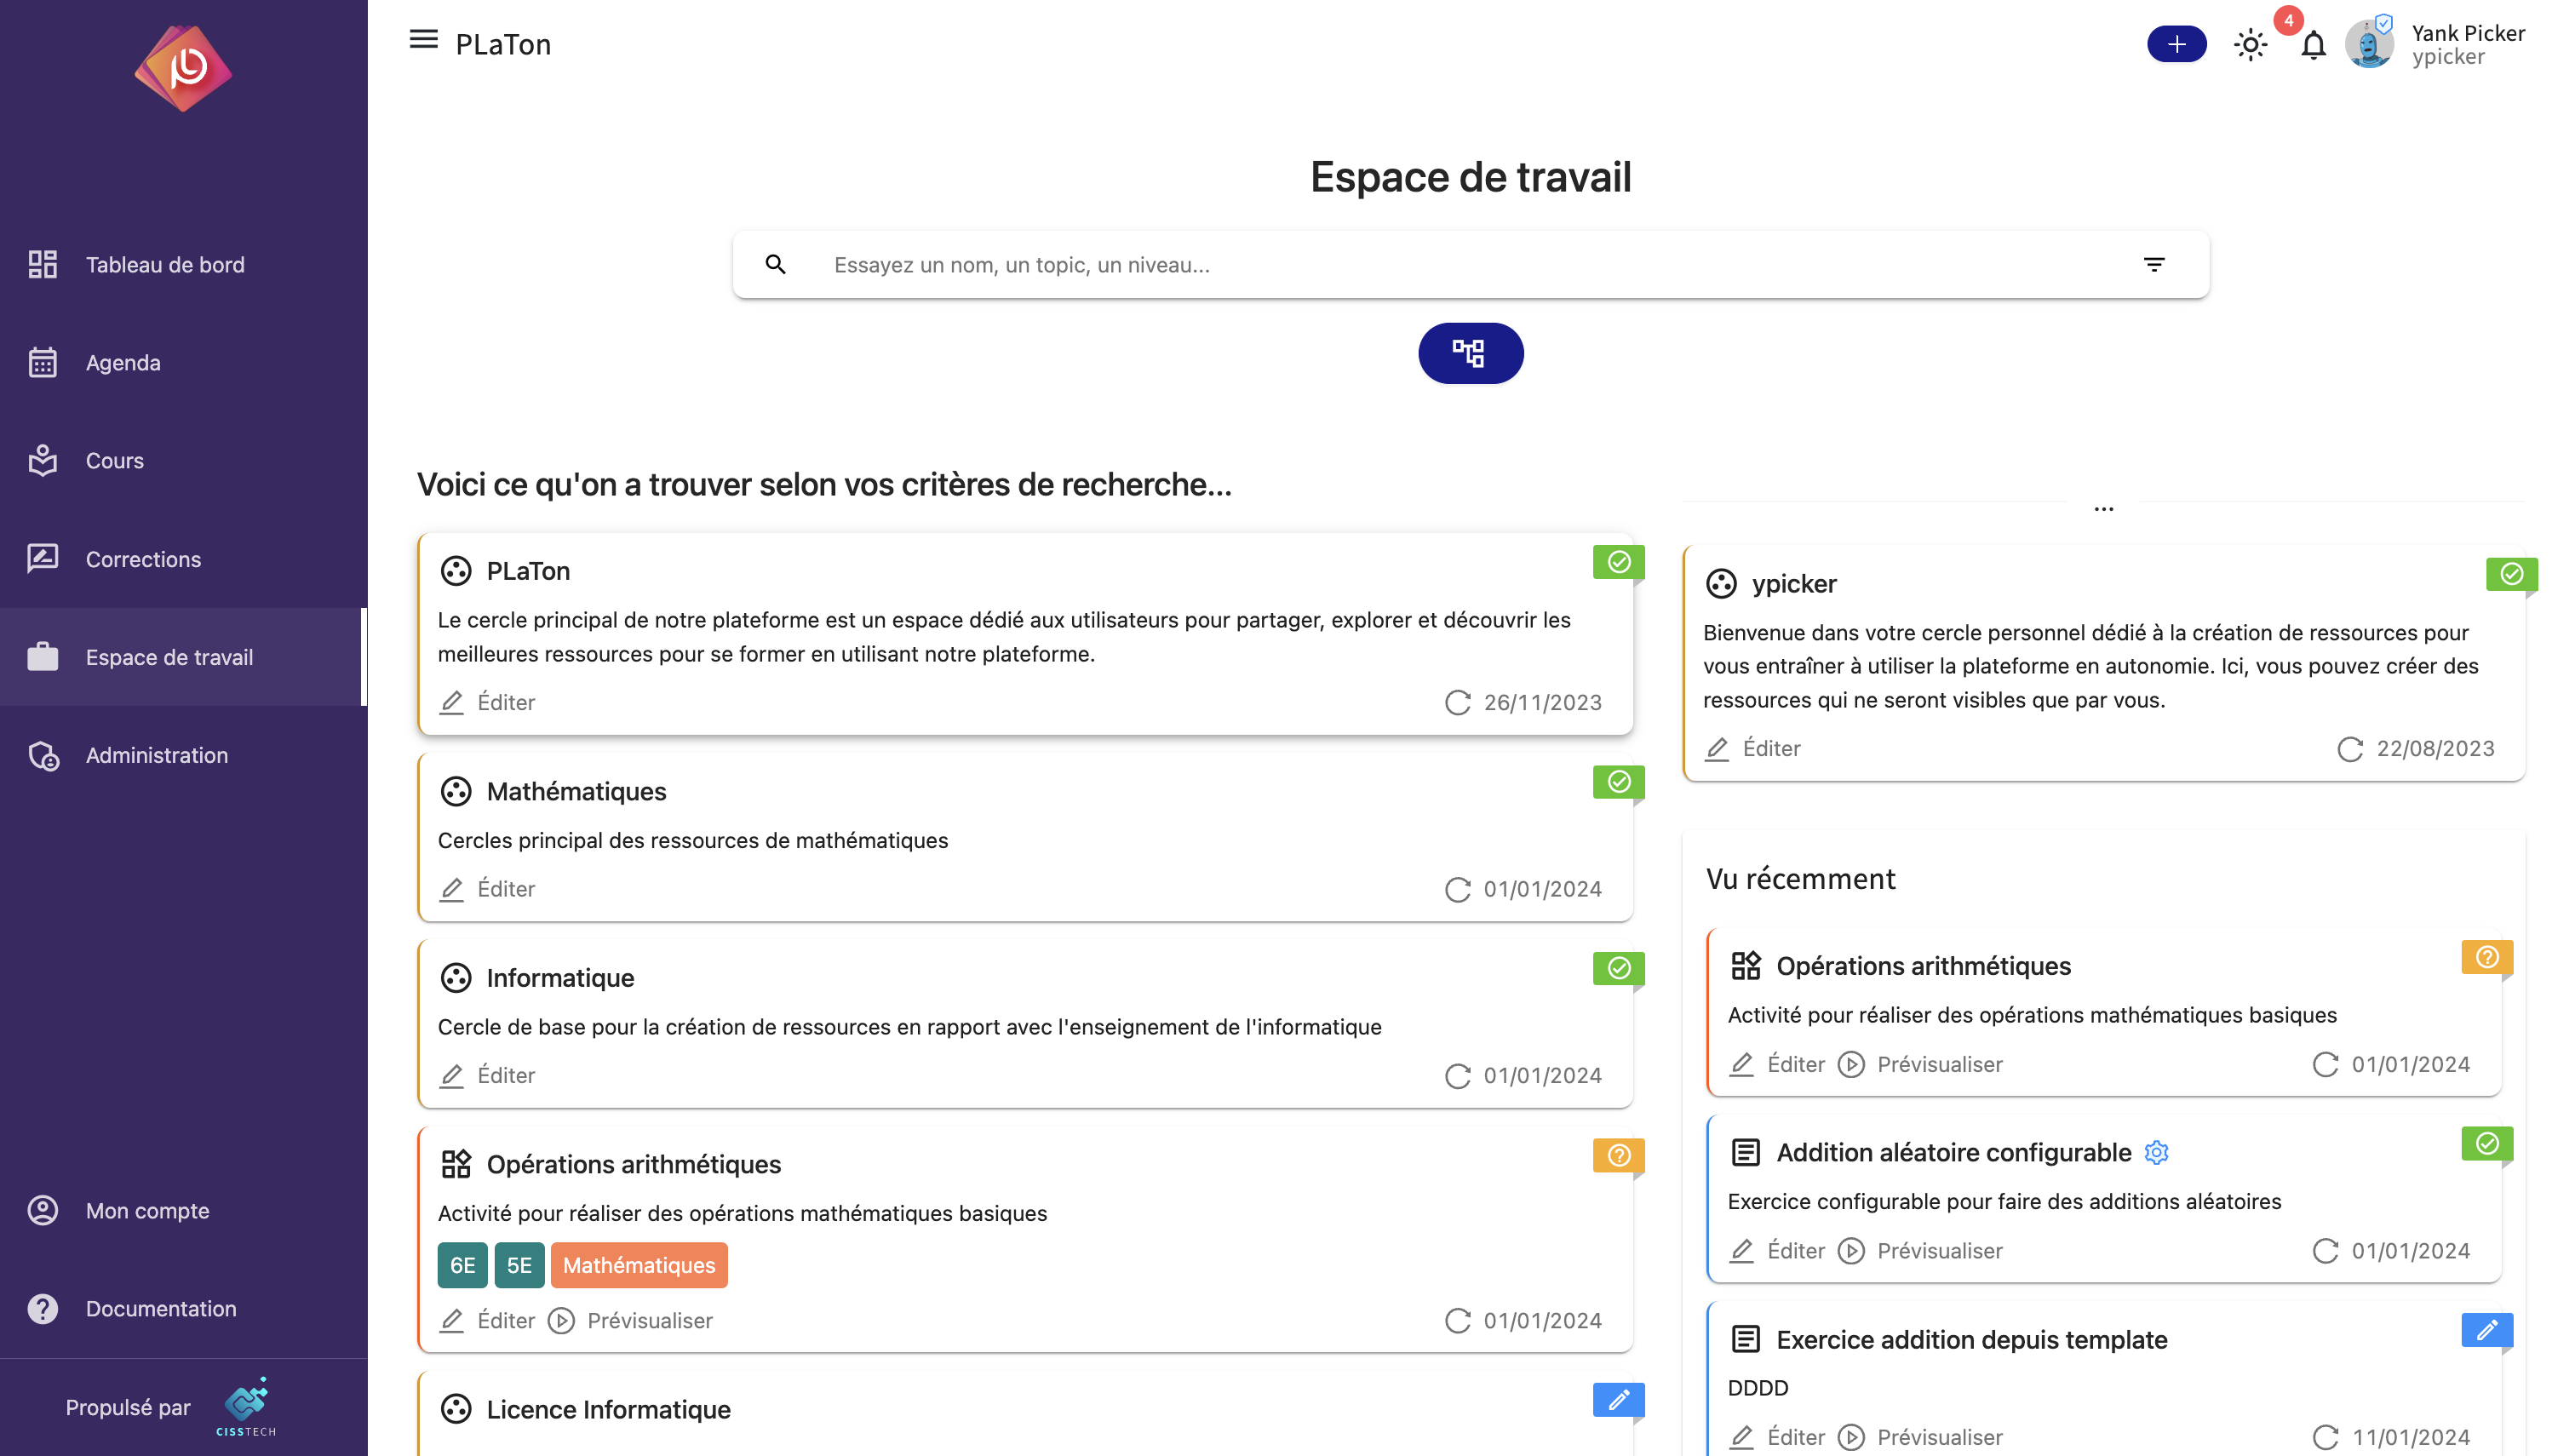 PLaTon
4
Yank Picker
ypicker
Tableau de bord
Agenda
Cours
Corrections
Espace de travail
Administration
Mon compte
Documentation
Propulsé par
CISSTECH
Espace de travail
Essayez un nom, un topic, un niveau...
Voici ce qu'on a trouver selon vos critères de recherche...
PLaTon
Le cercle principal de notre plateforme est un espace dédié aux utilisateurs pour partager, explorer et découvrir les
meilleures ressources pour se former en utilisant notre plateforme.
Éditer 26/11/2023
Mathématiques
Cercles principal des ressources de mathématiques
Éditer 01/01/2024
Informatique
Cercle de base pour la création de ressources en rapport avec l'enseignement de l'informatique
Éditer 01/01/2024
Opérations arithmétiques
Activité pour réaliser des opérations mathématiques basiques
6E 5E Mathématiques
Éditer Prévisualiser 01/01/2024
Licence Informatique
...
ypicker
Bienvenue dans votre cercle personnel dédié à la création de ressources pour
vous entraîner à utiliser la plateforme en autonomie. Ici, vous pouvez créer des
ressources qui ne seront visibles que par vous.
Éditer 22/08/2023
Vu récemment
Opérations arithmétiques
Activité pour réaliser des opérations mathématiques basiques
Éditer Prévisualiser 01/01/2024
Addition aléatoire configurable
Exercice configurable pour faire des additions aléatoires
Éditer Prévisualiser 01/01/2024
Exercice addition depuis template
DDDD
Éditer Prévisualiser 11/01/2024